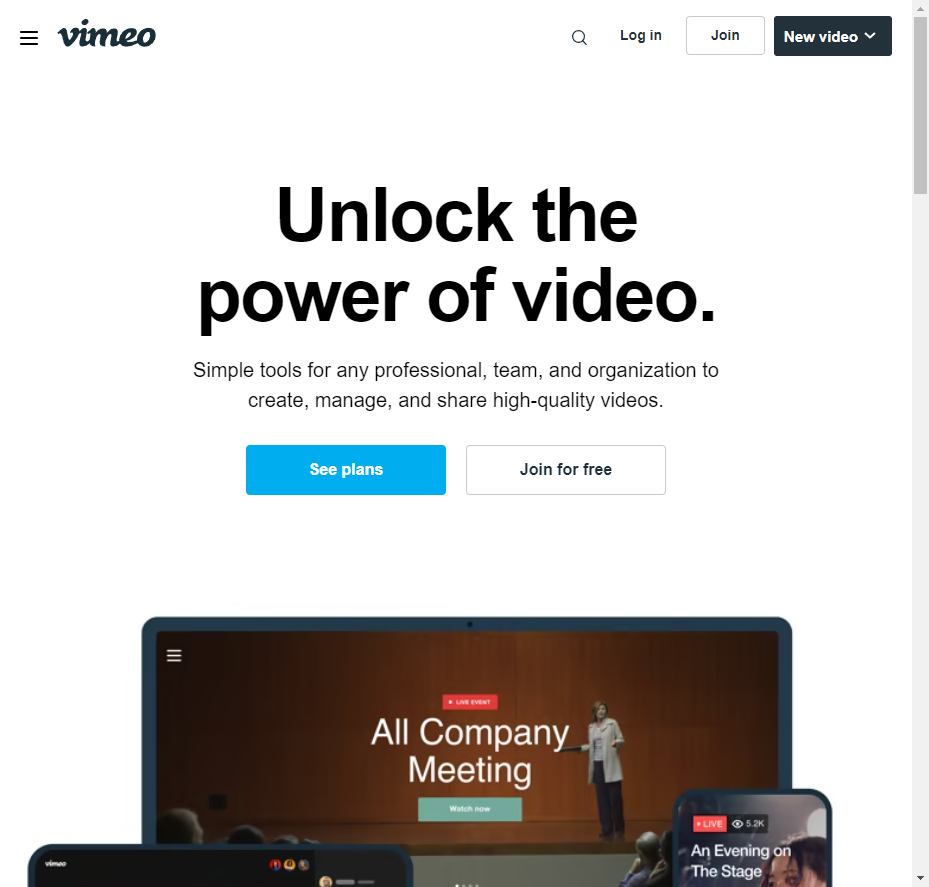 vimeo
Log in
Join
New video
Unlock the
power of video.
Simple tools for any professional, team, and organization to
create, manage, and share high-quality videos.
See plans
Join for free
LIVE EVENT
All Company
Meeting
Watch now
LIVE 5.2K
An Evening on
The Stage
vimeo